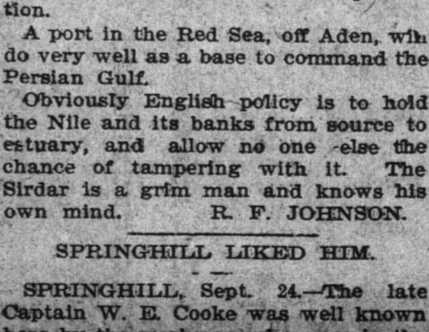 tion.
A port in the Red Sea, off Aden, will
do very well as a base to command the
Persian Gulf.
Obviously English policy is to hold
the Nile and its banks from source to
estuary, and allow no one else the
chance of tampering with it. The
Sirdar is a grim man and knows his
own mind. R. F. JOHNSON.
SPRINGHILL LIKED HIM.
SPRINGHILL, Sept. 24.—The late
Captain W. E. Cooke was well known